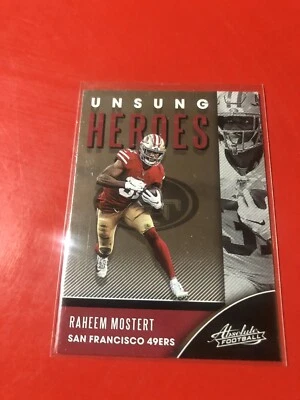 UNSUNG
HEROES
RAHEEM MOSTERT
SAN FRANCISCO 49ERS
Absolute
FOOTBALL